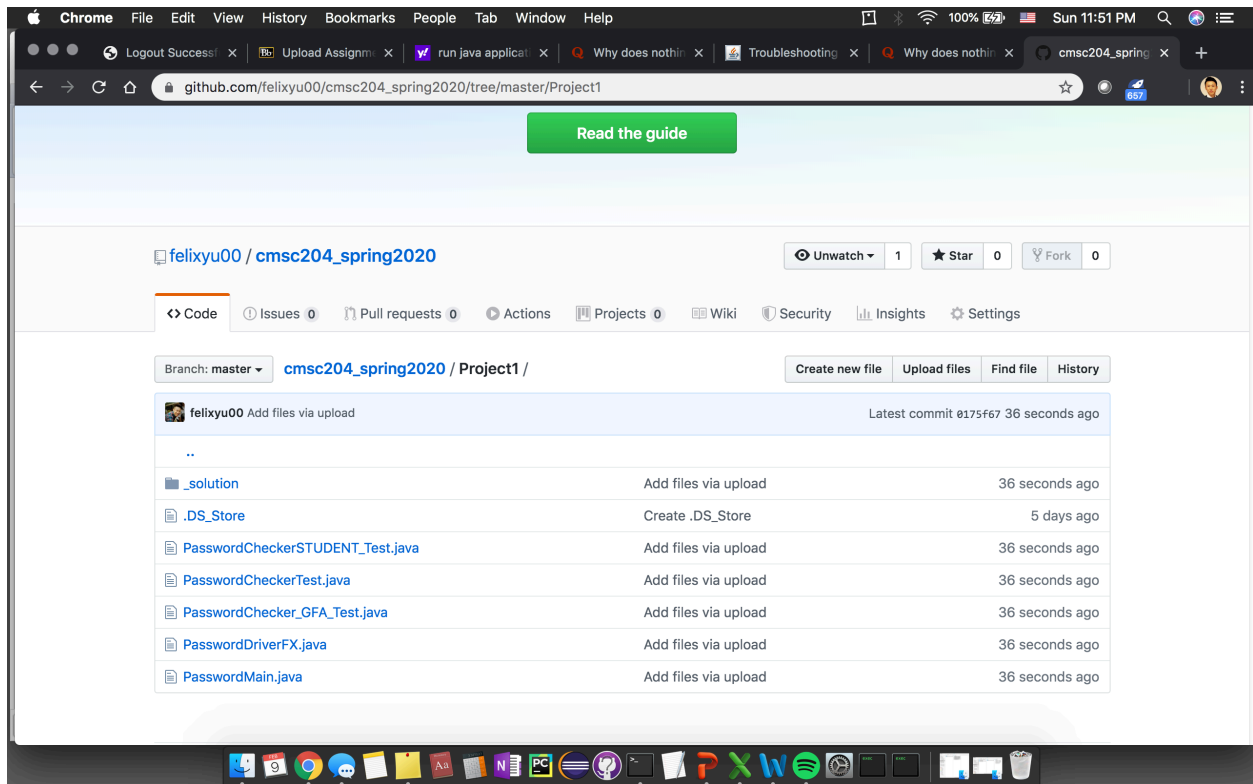 Chrome File Edit View History Bookmarks People Tab Window Help 100% Sun 11:51 PM
Logout Successf Upload Assignme run java applicati Why does nothin Troubleshooting Why does nothin cmsc204_spring
github.com/felixyu00/cmsc204_spring2020/tree/master/Project1 657
Read the guide
felixyu00 / cmsc204_spring2020 Unwatch 1 Star 0 Fork 0
Code Issues 0 Pull requests 0 Actions Projects 0 Wiki Security Insights Settings
Branch: master cmsc204_spring2020 / Project1 / Create new file Upload files Find file History
felixyu00 Add files via upload Latest commit 0175f67 36 seconds ago
..
_solution Add files via upload 36 seconds ago
.DS_Store Create .DS_Store 5 days ago
PasswordCheckerSTUDENT_Test.java Add files via upload 36 seconds ago
PasswordCheckerTest.java Add files via upload 36 seconds ago
PasswordChecker_GFA_Test.java Add files via upload 36 seconds ago
PasswordDriverFX.java Add files via upload 36 seconds ago
PasswordMain.java Add files via upload 36 seconds ago
FEB 9 Aa N PC P X W